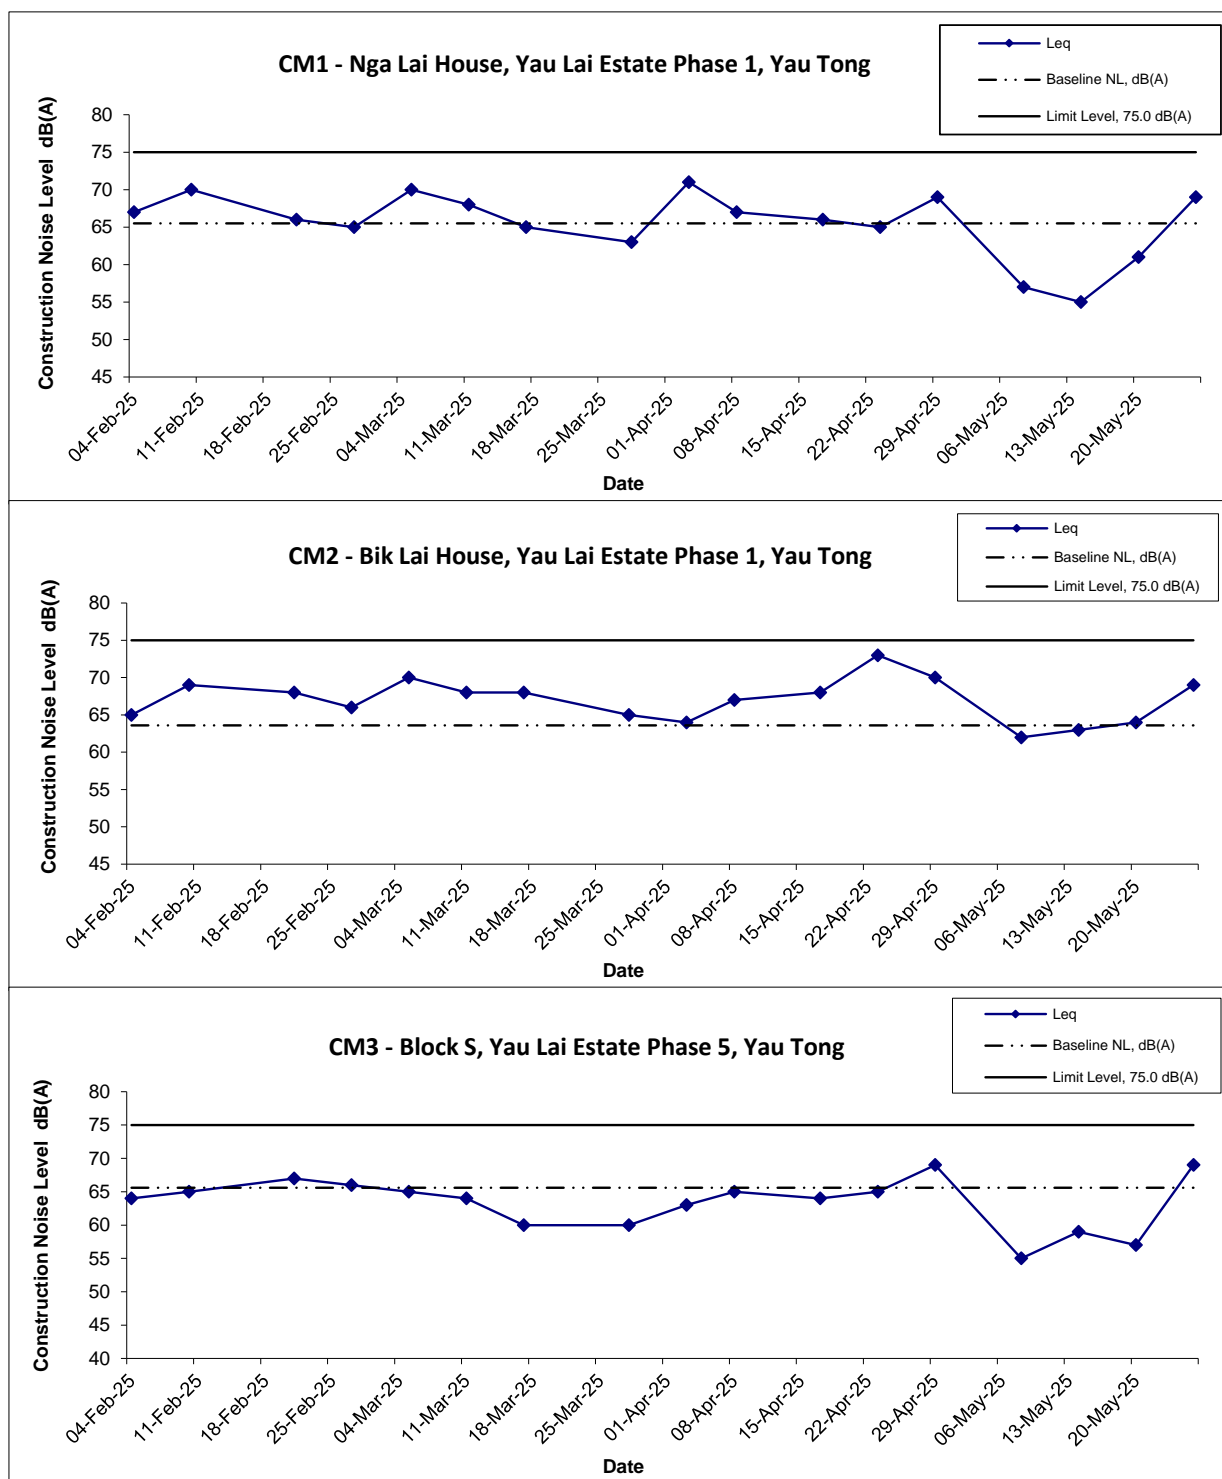 CM1 - Nga Lai House, Yau Lai Estate Phase 1, Yau Tong
Leq
Baseline NL, dB(A)
Limit Level, 75.0 dB(A)
Construction Noise Level dB(A)
80
75
70
65
60
55
50
45
04-Feb-25
11-Feb-25
18-Feb-25
25-Feb-25
04-Mar-25
11-Mar-25
18-Mar-25
25-Mar-25
01-Apr-25
08-Apr-25
15-Apr-25
22-Apr-25
29-Apr-25
06-May-25
13-May-25
20-May-25
Date
CM2 - Bik Lai House, Yau Lai Estate Phase 1, Yau Tong
Leq
Baseline NL, dB(A)
Limit Level, 75.0 dB(A)
Construction Noise Level dB(A)
80
75
70
65
60
55
50
45
04-Feb-25
11-Feb-25
18-Feb-25
25-Feb-25
04-Mar-25
11-Mar-25
18-Mar-25
25-Mar-25
01-Apr-25
08-Apr-25
15-Apr-25
22-Apr-25
29-Apr-25
06-May-25
13-May-25
20-May-25
Date
CM3 - Block S, Yau Lai Estate Phase 5, Yau Tong
Leq
Baseline NL, dB(A)
Limit Level, 75.0 dB(A)
Construction Noise Level dB(A)
80
75
70
65
60
55
50
45
40
04-Feb-25
11-Feb-25
18-Feb-25
25-Feb-25
04-Mar-25
11-Mar-25
18-Mar-25
25-Mar-25
01-Apr-25
08-Apr-25
15-Apr-25
22-Apr-25
29-Apr-25
06-May-25
13-May-25
20-May-25
Date